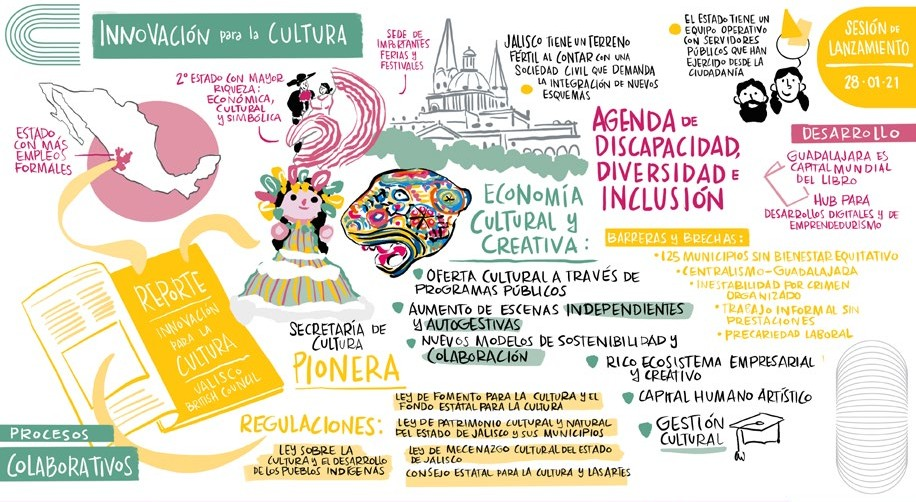 INNOVACIÓN para la CULTURA
2º ESTADO CON MAYOR
RIQUEZA:
ECONÓMICA,
CULTURAL
Y SIMBÓLICA
SEDE DE
IMPORTANTES
FERIAS Y
FESTIVALES
JALISCO TIENE UN TERRENO
FÉRTIL AL CONTAR CON UNA
SOCIEDAD CIVIL QUE DEMANDA
LA INTEGRACIÓN DE NUEVOS
ESQUEMAS
EL ESTADO TIENE UN
EQUIPO OPERATIVO
CON SERVIDORES
PÚBLICOS QUE HAN
EJERCIDO DESDE LA
CIUDADANÍA
SESIÓN de
LANZAMIENTO
28·01·21
ESTADO
CON MÁS
EMPLEOS
FORMALES
AGENDA DE
DISCAPACIDAD,
DIVERSIDAD E
INCLUSIÓN
DESARROLLO
GUADALAJARA ES
CAPITAL MUNDIAL
DEL LIBRO
HUB PARA
DESARROLLOS DIGITALES Y DE
EMPRENDEDURISMO
ECONOMÍA
CULTURAL y
CREATIVA:
OFERTA CULTURAL A TRAVÉS DE
PROGRAMAS PÚBLICOS
AUMENTO DE ESCENAS INDEPENDIENTES
Y AUTOGESTIVAS
NUEVOS MODELOS DE SOSTENIBILIDAD Y
COLABORACIÓN
RICO ECOSISTEMA EMPRESARIAL
Y CREATIVO
CAPITAL HUMANO ARTÍSTICO
GESTIÓN
CULTURAL
BARRERAS y BRECHAS:
• 125 MUNICIPIOS SIN BIENESTAR EQUITATIVO
• CENTRALISMO-GUADALAJARA
• INESTABILIDAD POR CRIMEN
ORGANIZADO
• TRABAJO INFORMAL SIN
PRESTACIONES
• PRECARIEDAD LABORAL
REPORTE
INNOVACIÓN
PARA LA
CULTURA
JALISCO
BRITISH COUNCIL
SECRETARÍA DE
CULTURA
PIONERA
REGULACIONES:
LEY SOBRE LA
CULTURA Y EL DESARROLLO
DE LOS PUEBLOS INDÍGENAS
LEY DE FOMENTO PARA LA CULTURA Y EL
FONDO ESTATAL PARA LA CULTURA
LEY DE PATRIMONIO CULTURAL Y NATURAL
DEL ESTADO DE JALISCO Y SUS MUNICIPIOS
LEY DE MECENAZGO CULTURAL DEL ESTADO
DE JALISCO
CONSEJO ESTATAL PARA LA CULTURA Y LAS ARTES
PROCESOS
COLABORATIVOS